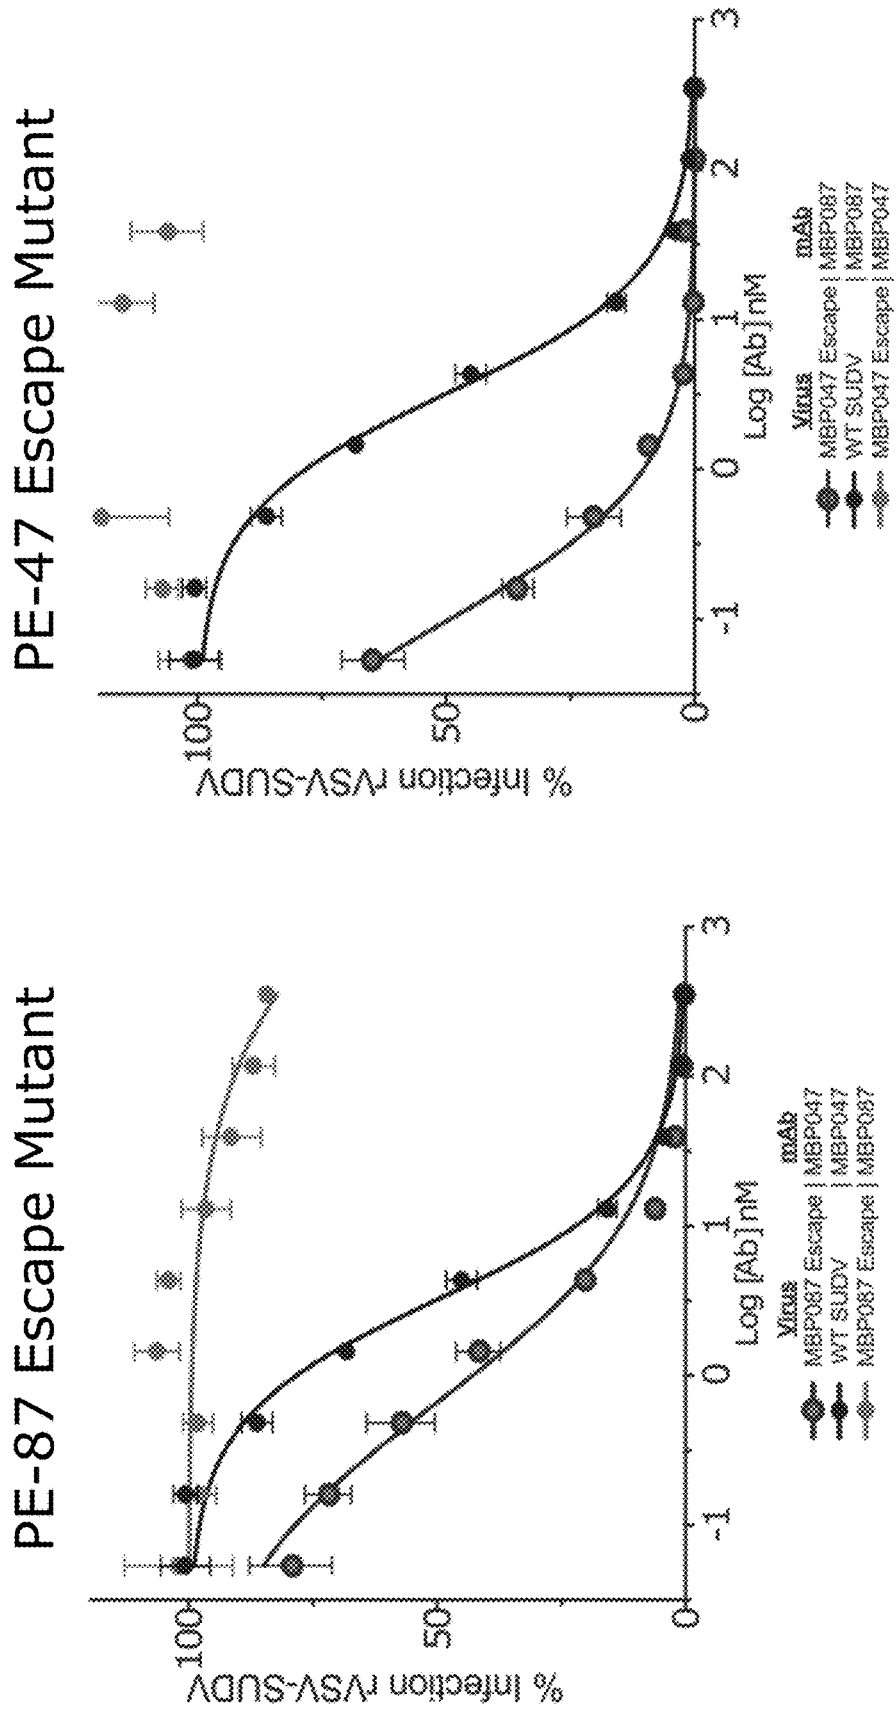 PE-87 Escape Mutant
% Infection rVSV-SUDV
100
50
0
-1
0
1
2
3
Log [Ab] nM
Virus mAb
MBP087 Escape | MBP047
WT SUDV | MBP047
MBP087 Escape | MBP087
PE-47 Escape Mutant
% Infection rVSV-SUDV
100
50
0
-1
0
1
2
3
Log [Ab] nM
Virus mAb
MBP047 Escape | MBP087
WT SUDV | MBP087
MBP047 Escape | MBP047